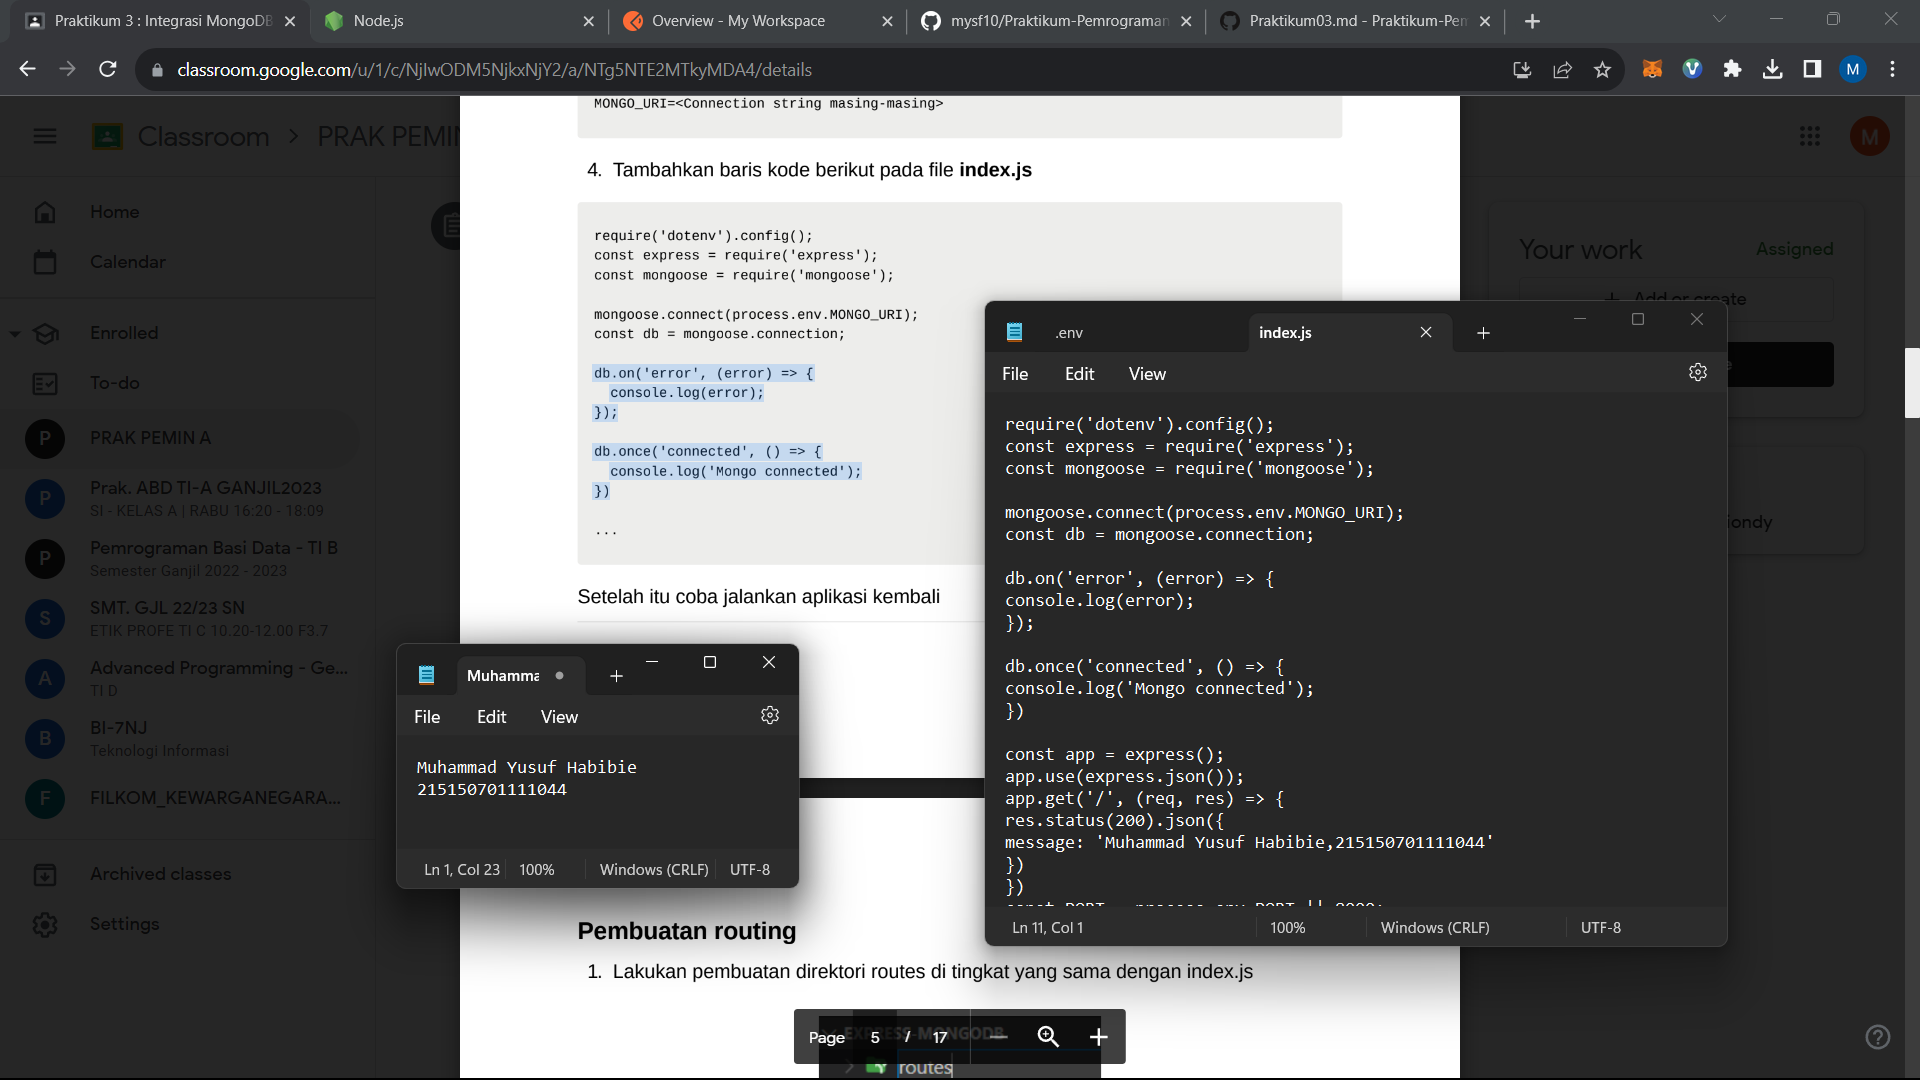 Praktikum 3 : Integrasi MongoDB
Node.js
Overview - My Workspace
mysf10/Praktikum-Pemrograman
Praktikum03.md - Praktikum-Pem
classroom.google.com/u/1/c/NjIwODM5NjkxNjY2/a/NTg5NTE2MTkyMDA4/details
M
Classroom > PRAK PEMIN
M
Home
Calendar
Enrolled
To-do
P
PRAK PEMIN A
P
Prak. ABD TI-A GANJIL2023
SI - KELAS A | RABU 16:20 - 18:09
P
Pemrograman Basi Data - TI B
Semester Ganjil 2022 - 2023
S
SMT. GJL 22/23 SN
ETIK PROFE TI C 10.20-12.00 F3.7
A
Advanced Programming - Ge...
TI D
B
BI-7NJ
Teknologi Informasi
F
FILKOM_KEWARGANEGARA...
Archived classes
Settings
MONGO_URI=<Connection string masing-masing>
4. Tambahkan baris kode berikut pada file index.js
require('dotenv').config();
const express = require('express');
const mongoose = require('mongoose');
mongoose.connect(process.env.MONGO_URI);
const db = mongoose.connection;
db.on('error', (error) => {
console.log(error);
});
db.once('connected', () => {
console.log('Mongo connected');
})
...
Setelah itu coba jalankan aplikasi kembali
Your work
Assigned
+ Add or create
.env
index.js
File
Edit
View
require('dotenv').config();
const express = require('express');
const mongoose = require('mongoose');
mongoose.connect(process.env.MONGO_URI);
const db = mongoose.connection;
db.on('error', (error) => {
console.log(error);
});
db.once('connected', () => {
console.log('Mongo connected');
})
const app = express();
app.use(express.json());
app.get('/', (req, res) => {
res.status(200).json({
message: 'Muhammad Yusuf Habibie,215150701111044'
})
})
const PORT = process.env.PORT || 8000;
Ln 11, Col 1
100%
Windows (CRLF)
UTF-8
Muhamma
File
Edit
View
Muhammad Yusuf Habibie
215150701111044
Ln 1, Col 23
100%
Windows (CRLF)
UTF-8
Pembuatan routing
1. Lakukan pembuatan direktori routes di tingkat yang sama dengan index.js
EXPRESS-MONGODB
Page 5 / 17
routes